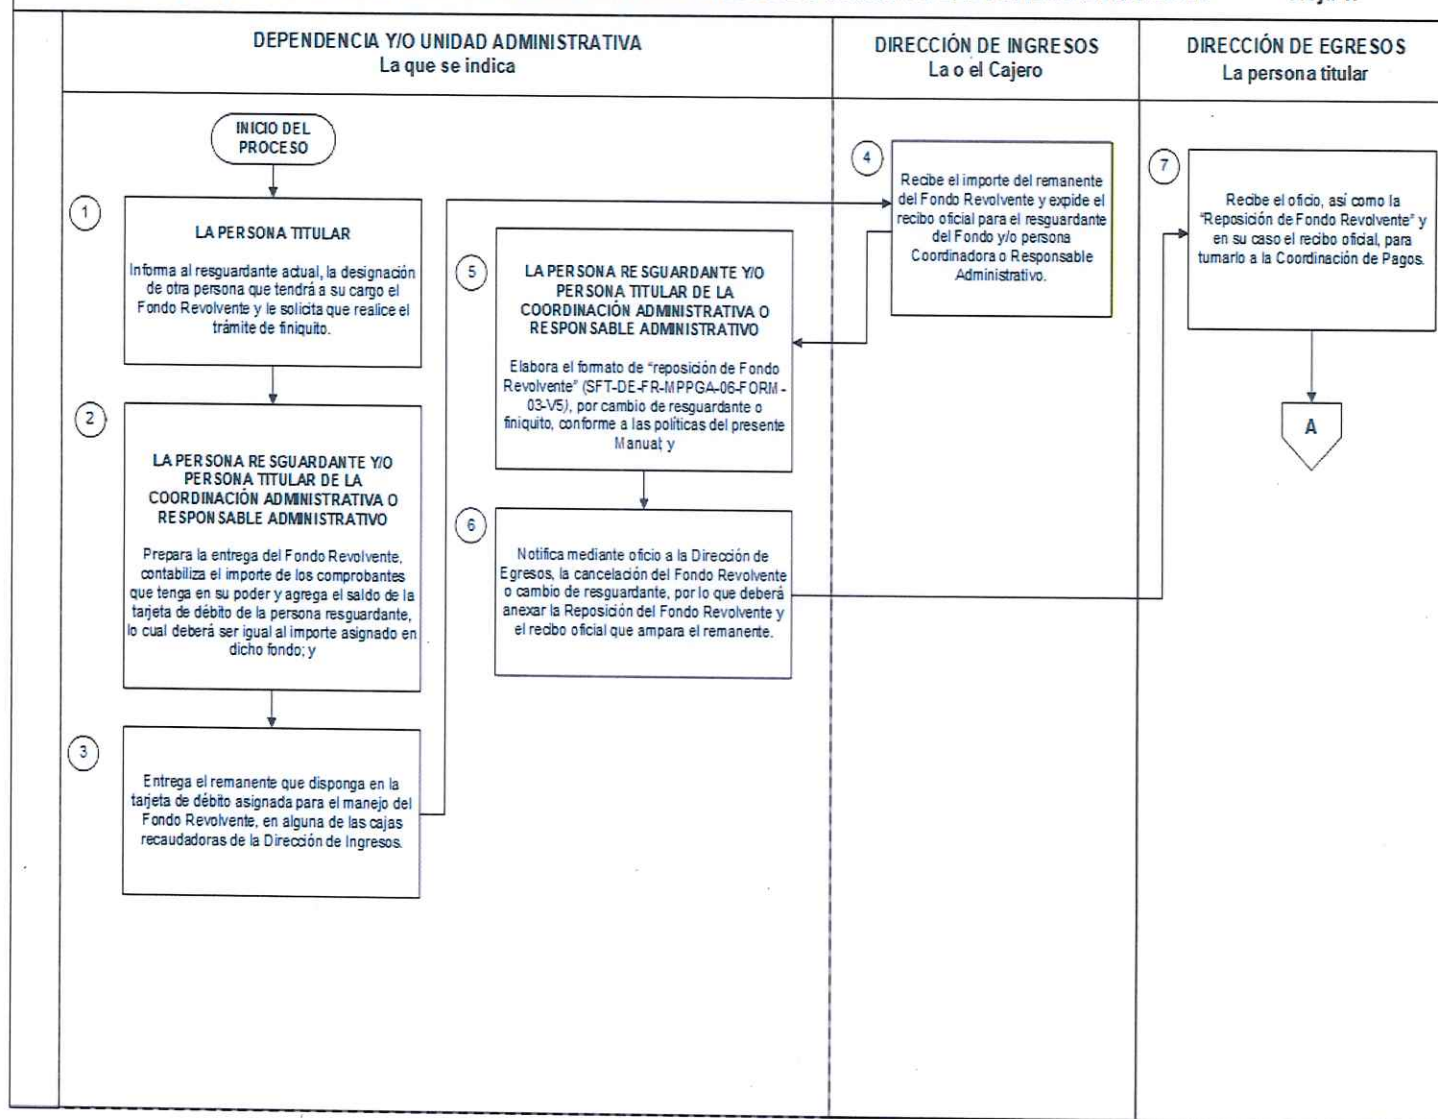 DEPENDENCIA Y/O UNIDAD ADMINISTRATIVA
La que se indica
DIRECCIÓN DE INGRESOS
La o el Cajero
DIRECCIÓN DE EGRESOS
La persona titular
INICIO DEL
PROCESO
1
LA PERSONA TITULAR
Informa al resguardante actual, la designación
de otra persona que tendrá a su cargo el
Fondo Revolvente y le solicita que realice el
trámite de finiquito.
2
LA PERSONA RESGUARDANTE Y/O
PERSONA TITULAR DE LA
COORDINACIÓN ADMINISTRATIVA O
RESPONSABLE ADMINISTRATIVO
Prepara la entrega del Fondo Revolvente,
contabiliza el importe de los comprobantes
que tenga en su poder y agrega el saldo de la
tarjeta de débito de la persona resguardante,
lo cual deberá ser igual al importe asignado en
dicho fondo; y
3
Entrega el remanente que disponga en la
tarjeta de débito asignada para el manejo del
Fondo Revolvente, en alguna de las cajas
recaudadoras de la Dirección de Ingresos.
4
Recibe el importe del remanente
del Fondo Revolvente y expide el
recibo oficial para el resguardante
del Fondo y/o persona
Coordinadora o Responsable
Administrativo.
5
LA PERSONA RESGUARDANTE Y/O
PERSONA TITULAR DE LA
COORDINACIÓN ADMINISTRATIVA O
RESPONSABLE ADMINISTRATIVO
Elabora el formato de "reposición de Fondo
Revolvente" (SFT-DE-FR-MPPGA-06-FORM-
03-V5), por cambio de resguardante o
finiquito, conforme a las políticas del presente
Manual; y
6
Notifica mediante oficio a la Dirección de
Egresos, la cancelación del Fondo Revolvente
o cambio de resguardante, por lo que deberá
anexar la Reposición del Fondo Revolvente y
el recibo oficial que ampara el remanente.
7
Recibe el oficio, así como la
"Reposición de Fondo Revolvente" y
en su caso el recibo oficial, para
turnarlo a la Coordinación de Pagos.
A